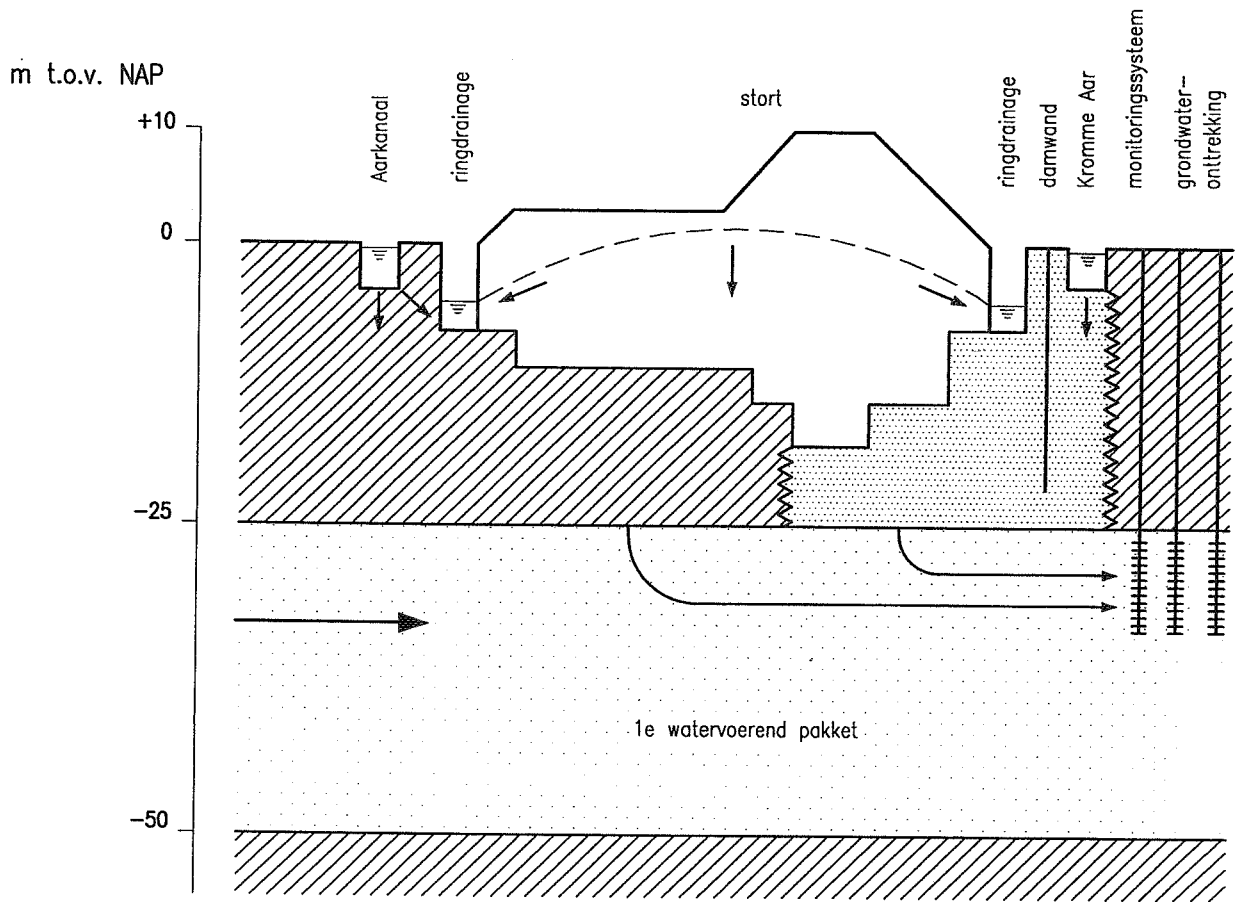 m t.o.v. NAP
+10
0
-25
-50
Aarkanaal
ringdrainage
stort
ringdrainage
damwand
Kromme Aar
monitoringssysteem
grondwater-
onttrekking
1e watervoerend pakket